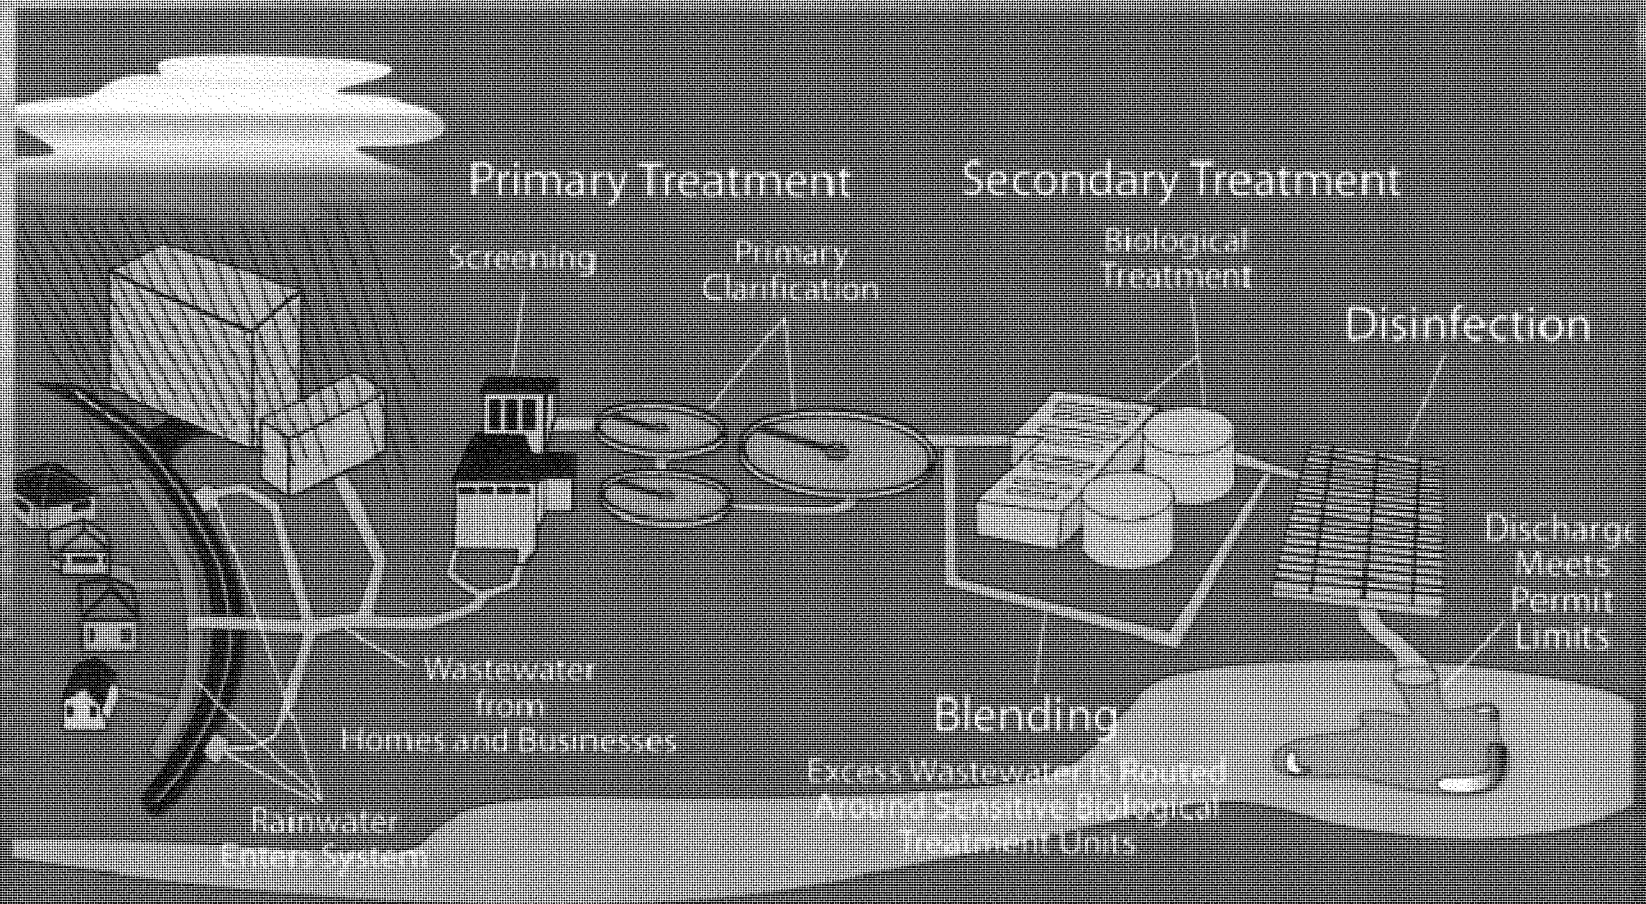 Primary Treatment
Secondary Treatment
Screening
Primary
Clarification
Biological
Treatment
Disinfection
Discharge
Meets
Permit
Limits
Wastewater
from
Homes and Businesses
Blending
Excess Wastewater is Routed
Around Sensitive Biological
Treatment Units
Rainwater
Enters System